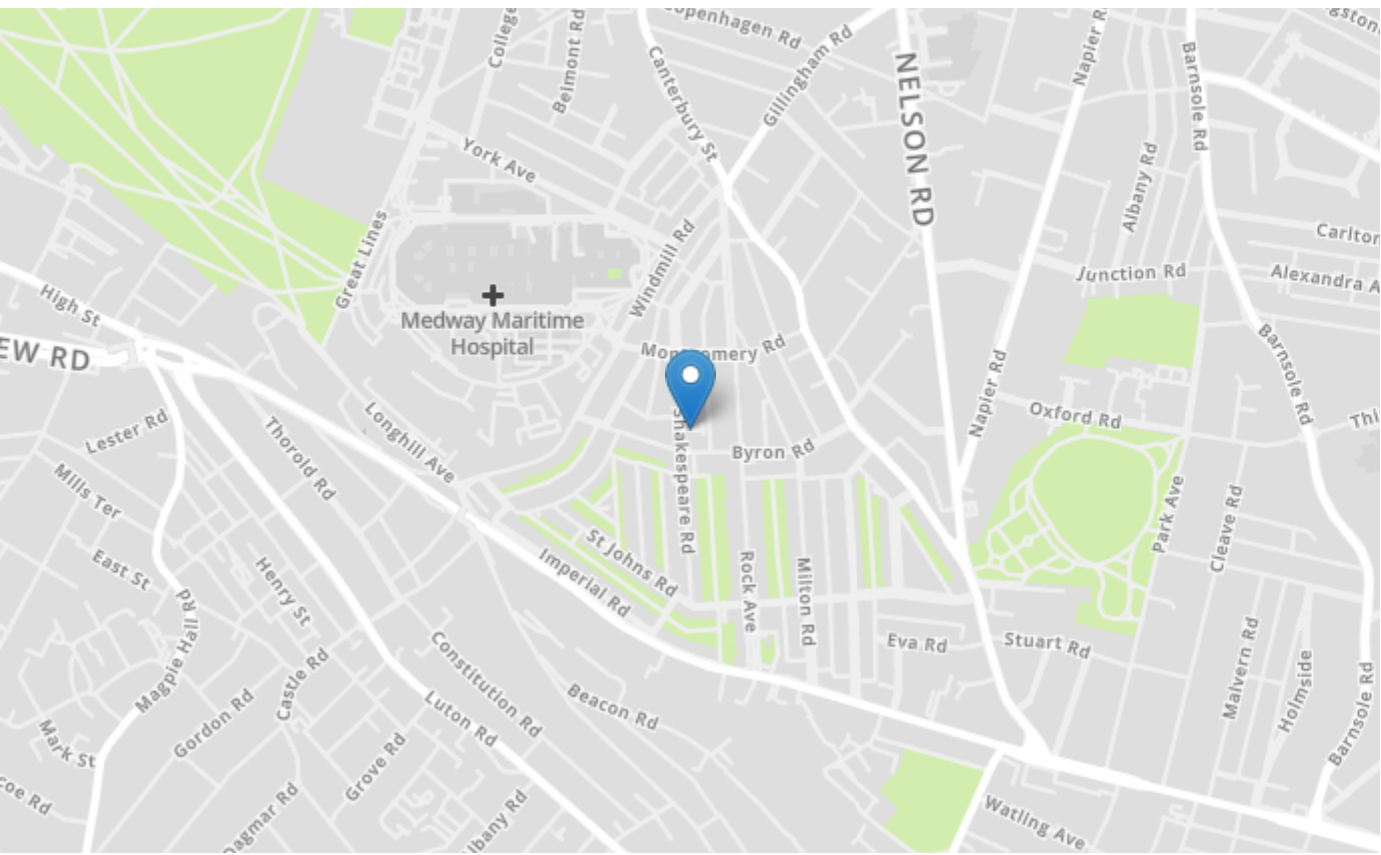 openhagen Rd
College
Belmont Rd
Canterbury St
Gillingham Rd
NELSON RD
Napier R
Barnsole Rd
York Ave
Albany Rd
Great Lines
Windmill Rd
Carlton
Junction Rd
Alexandra A
High St
EW RD
Medway Maritime
Hospital
Montgomery Rd
Napier Rd
Barnsole Rd
Lester Rd
Thorold Rd
Longhill Ave
Shakespeare Rd
Byron Rd
Oxford Rd
Thi
Mills Ter
Park Ave
Cleave Rd
East St
Henry St
St Johns Rd
Imperial Rd
Rock Ave
Milton Rd
Magpie Hall Rd
Eva Rd
Stuart Rd
Malvern Rd
Holmside
Barnsole Rd
Castle Rd
Constitution Rd
Gordon Rd
Luton Rd
Beacon Rd
Mark St
Grove Rd
coe Rd
Dagmar Rd
lbany Rd
Watling Ave